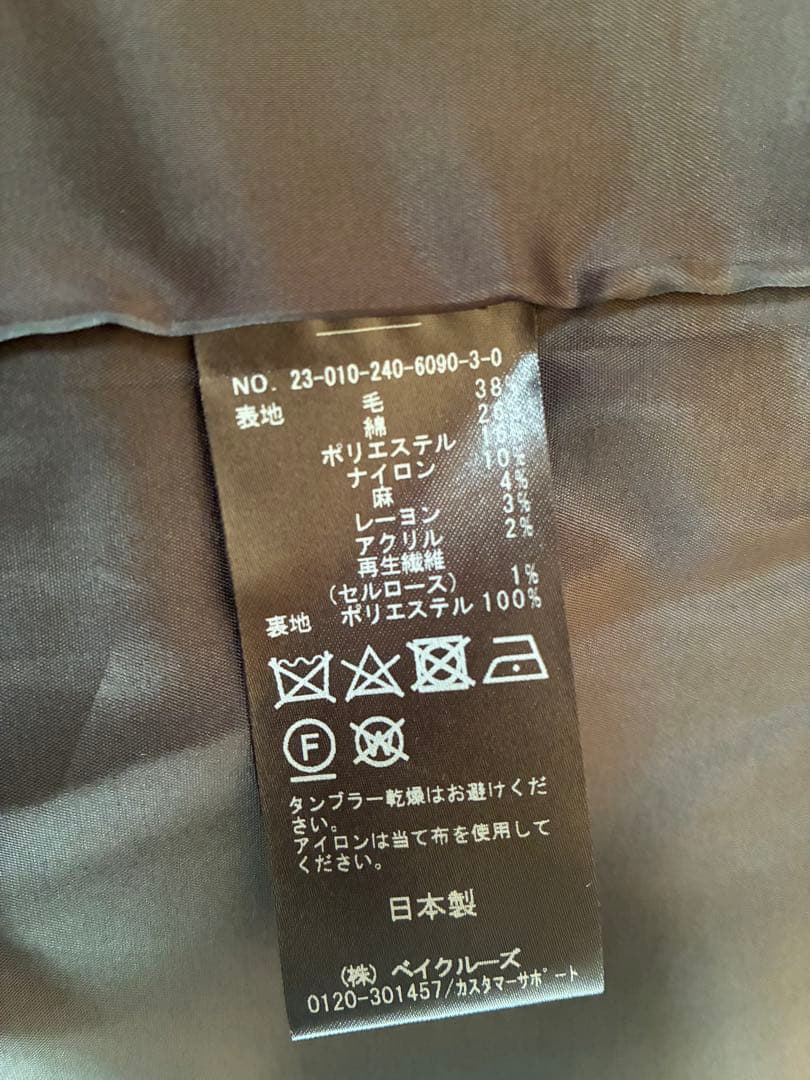 NO. 23-010-240-6090-3-0
表地 毛 38%
綿 26%
ポリエステル 16%
ナイロン 10%
麻 4%
レーヨン 3%
アクリル 2%
再生繊維
(セルロース) 1%
裏地 ポリエステル 100%
F W
タンブラー乾燥はお避けくだ
さい。
アイロンは当て布を使用して
ください。
日本製
(株) ベイクルーズ
0120-301457/カスタマーサポート